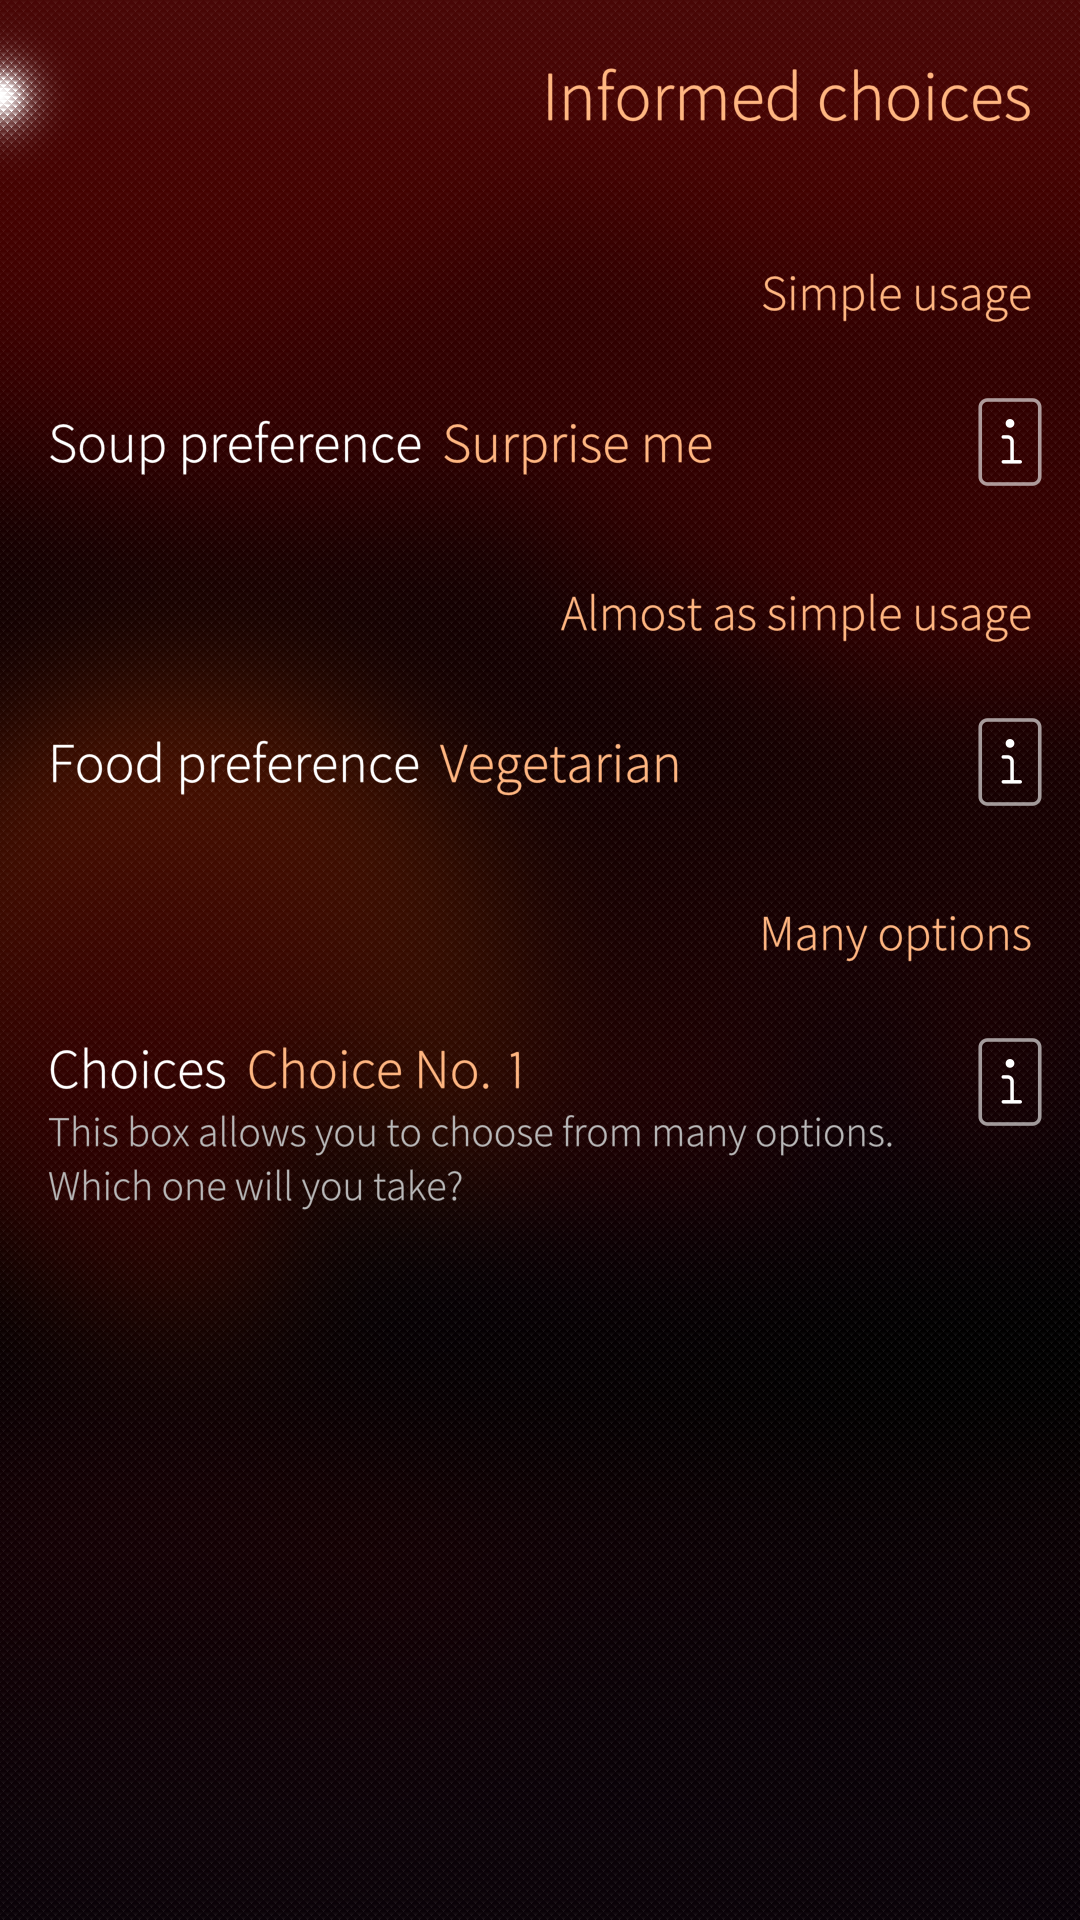 Informed choices
Simple usage
Soup preference Surprise me
i
Almost as simple usage
Food preference Vegetarian
i
Many options
Choices Choice No. 1
i
This box allows you to choose from many options.
Which one will you take?